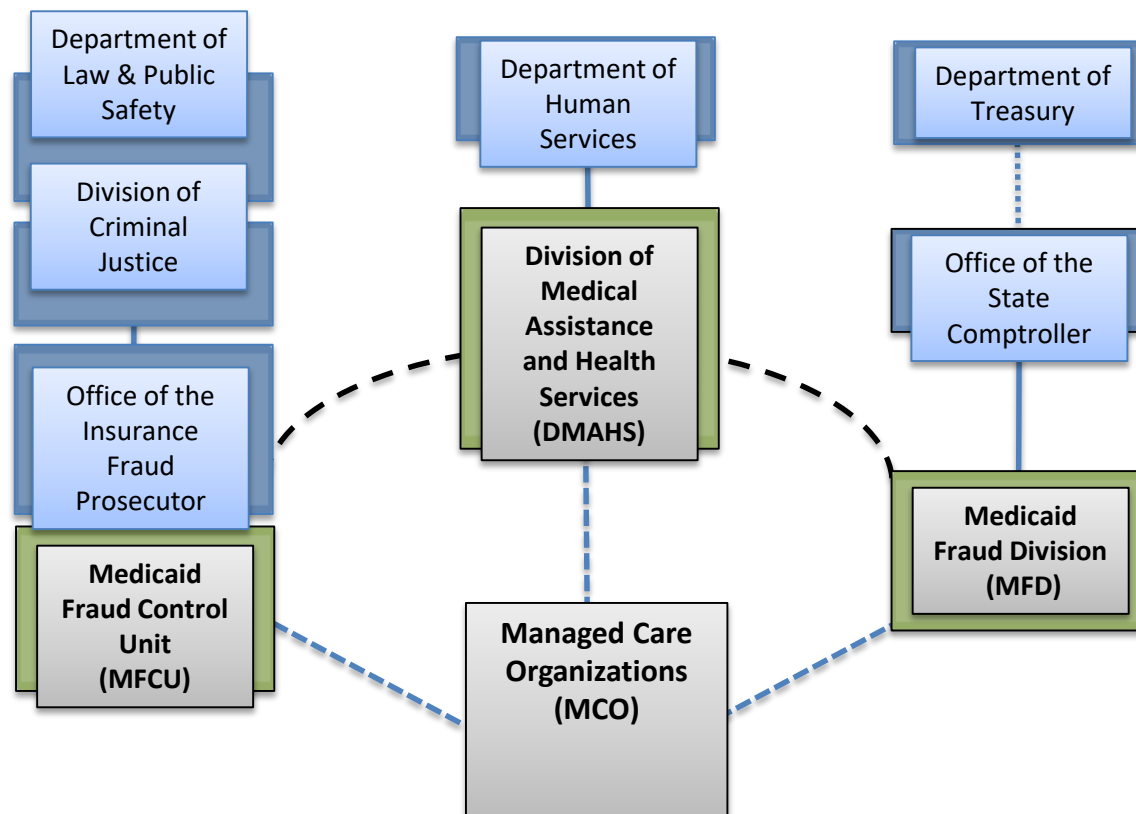 Department of
Law & Public
Safety
Division of
Criminal
Justice
Office of the
Insurance
Fraud
Prosecutor
Medicaid
Fraud Control
Unit
(MFCU)
Department of
Human
Services
Division of
Medical
Assistance
and Health
Services
(DMAHS)
Managed Care
Organizations
(MCO)
Department of
Treasury
Office of the
State
Comptroller
Medicaid
Fraud Division
(MFD)